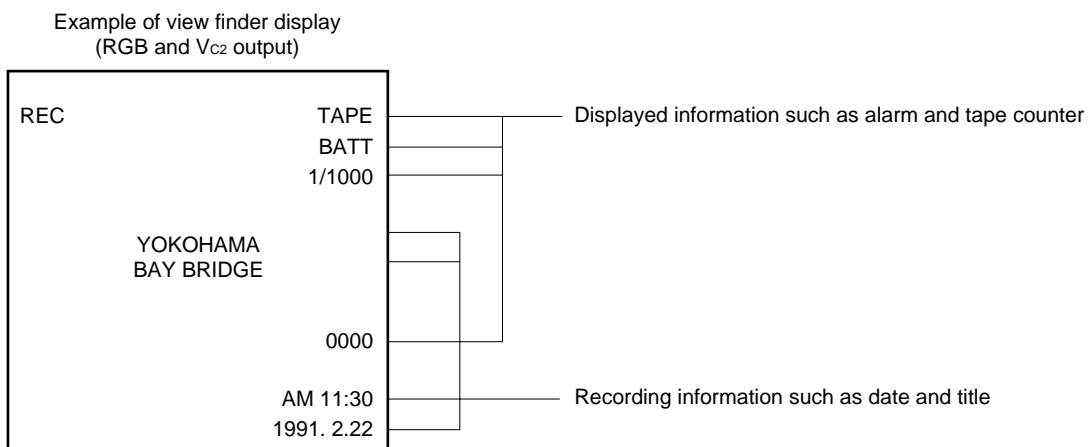 Example of view finder display
(RGB and VC2 output)
REC TAPE
Displayed information such as alarm and tape counter
BATT
1/1000
YOKOHAMA
BAY BRIDGE
0000
AM 11:30
Recording information such as date and title
1991. 2.22